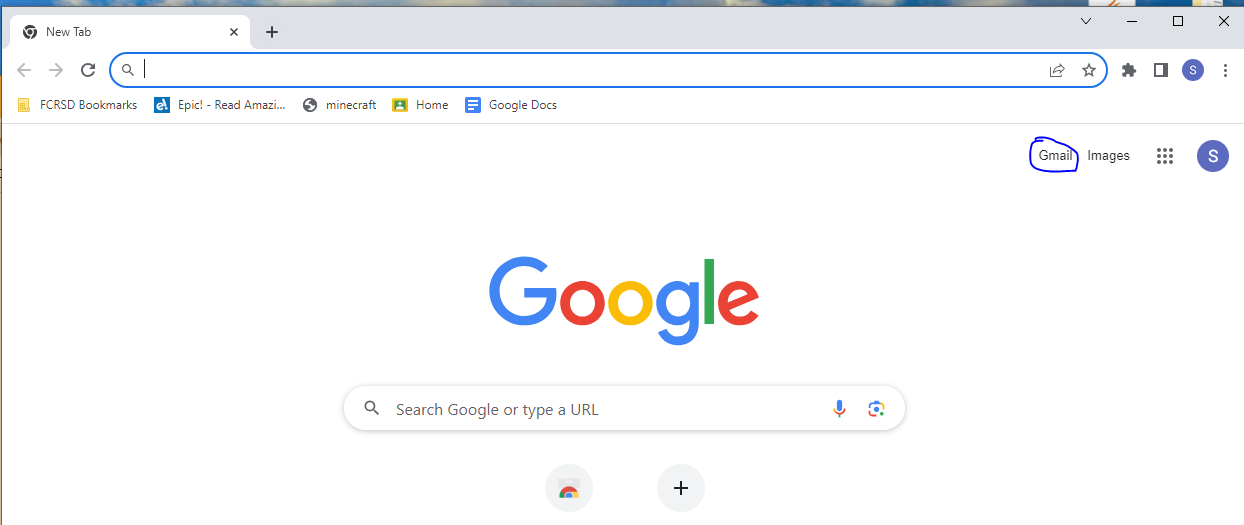 New Tab
FCRSD Bookmarks Epic! - Read Amazi... minecraft Home Google Docs
Gmail Images S
S
Google
Search Google or type a URL